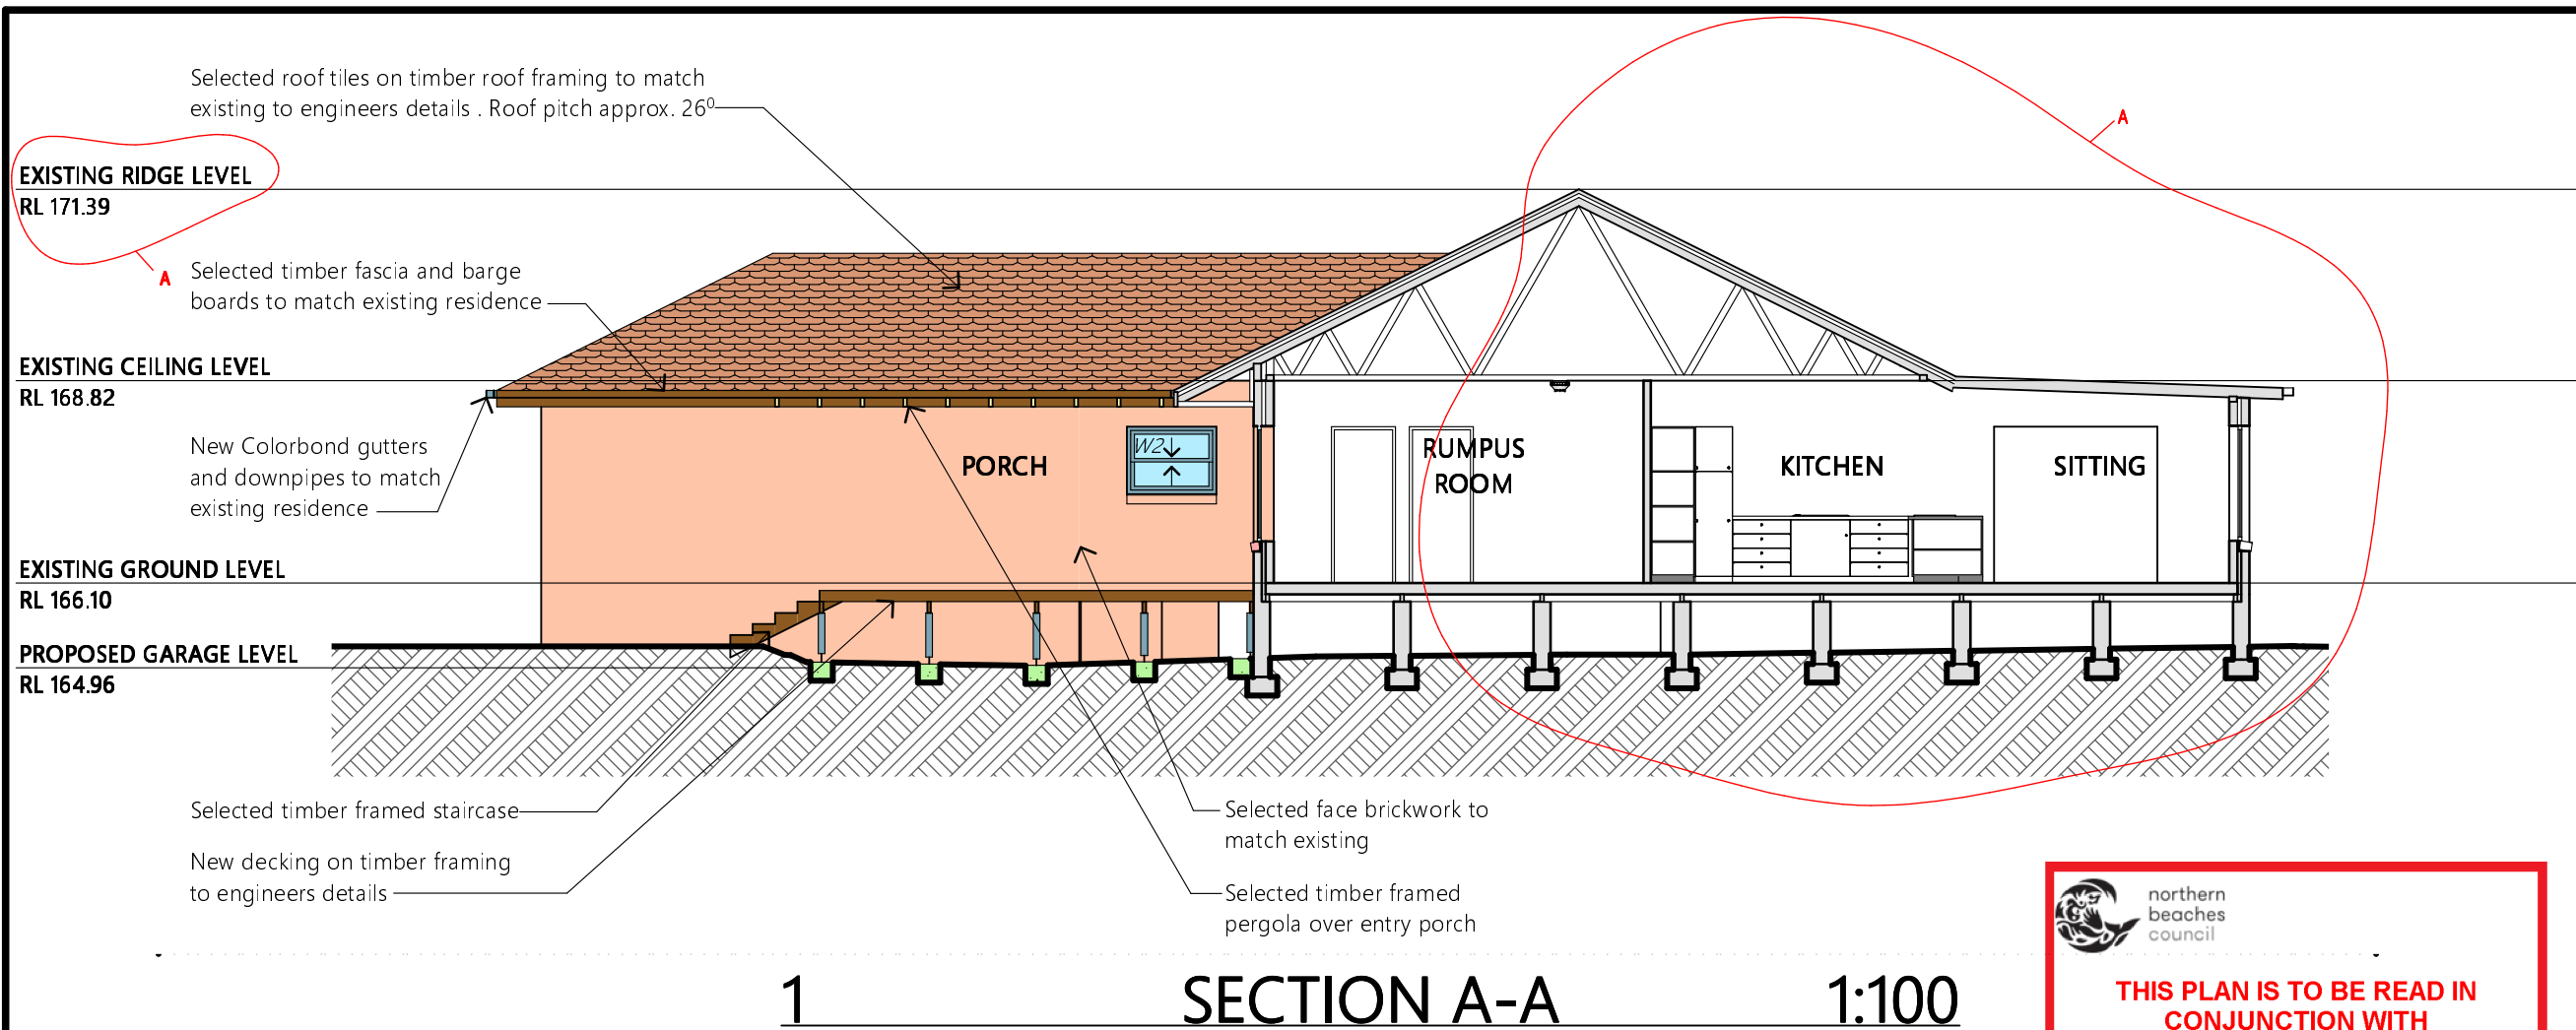 Selected roof tiles on timber roof framing to match
existing to engineers details . Roof pitch approx. 26⁰
A
EXISTING RIDGE LEVEL
RL 171.39
A
Selected timber fascia and barge
boards to match existing residence
EXISTING CEILING LEVEL
RL 168.82
New Colorbond gutters
and downpipes to match
existing residence
PORCH
W2
RUMPUS
ROOM
KITCHEN
SITTING
EXISTING GROUND LEVEL
RL 166.10
PROPOSED GARAGE LEVEL
RL 164.96
Selected timber framed staircase
New decking on timber framing
to engineers details
Selected face brickwork to
match existing
Selected timber framed
pergola over entry porch
1 SECTION A-A 1:100
northern
beaches
council
THIS PLAN IS TO BE READ IN
CONJUNCTION WITH